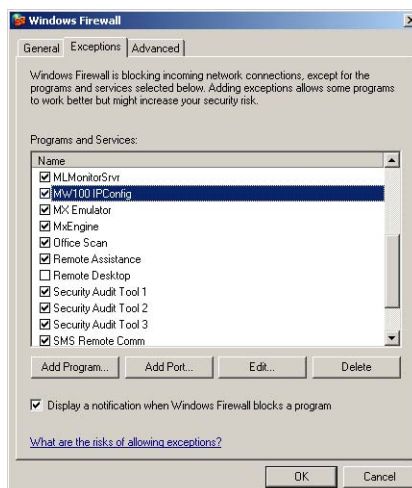 Windows Firewall
General Exceptions Advanced
Windows Firewall is blocking incoming network connections, except for the
programs and services selected below. Adding exceptions allows some programs
to work better but might increase your security risk.
Programs and Services:
Name
MLMonitorSrvr
MW100 IPConfig
MX Emulator
MxEngine
Office Scan
Remote Assistance
Remote Desktop
Security Audit Tool 1
Security Audit Tool 2
Security Audit Tool 3
SMS Remote Comm
Add Program... Add Port... Edit... Delete
Display a notification when Windows Firewall blocks a program
What are the risks of allowing exceptions?
OK Cancel